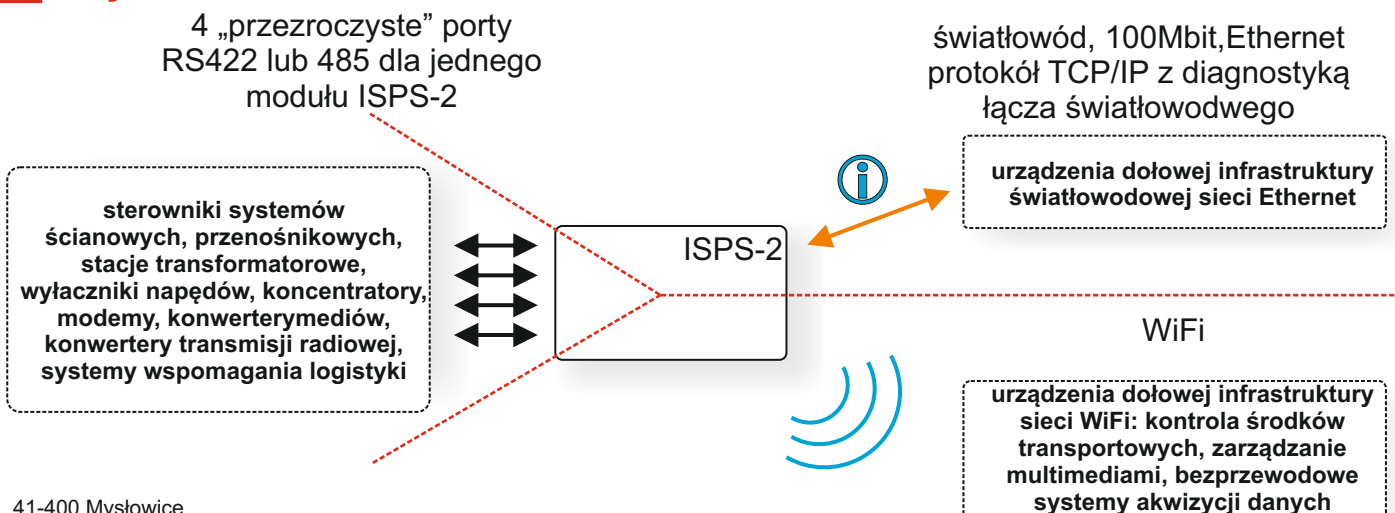 4 „przezroczyste” porty
RS422 lub 485 dla jednego
modułu ISPS-2
światłowód, 100Mbit,Ethernet
protokół TCP/IP z diagnostyką
łącza światłowodwego
sterowniki systemów
ścianowych, przenośnikowych,
stacje transformatorowe,
wyłaczniki napędów, koncentratory,
modemy, konwerterymediów,
konwertery transmisji radiowej,
systemy wspomagania logistyki
ISPS-2
urządzenia dołowej infrastruktury
światłowodowej sieci Ethernet
WiFi
urządzenia dołowej infrastruktury
sieci WiFi: kontrola środków
transportowych, zarządzanie
multimediami, bezprzewodowe
systemy akwizycji danych
41-400 Mysłowice